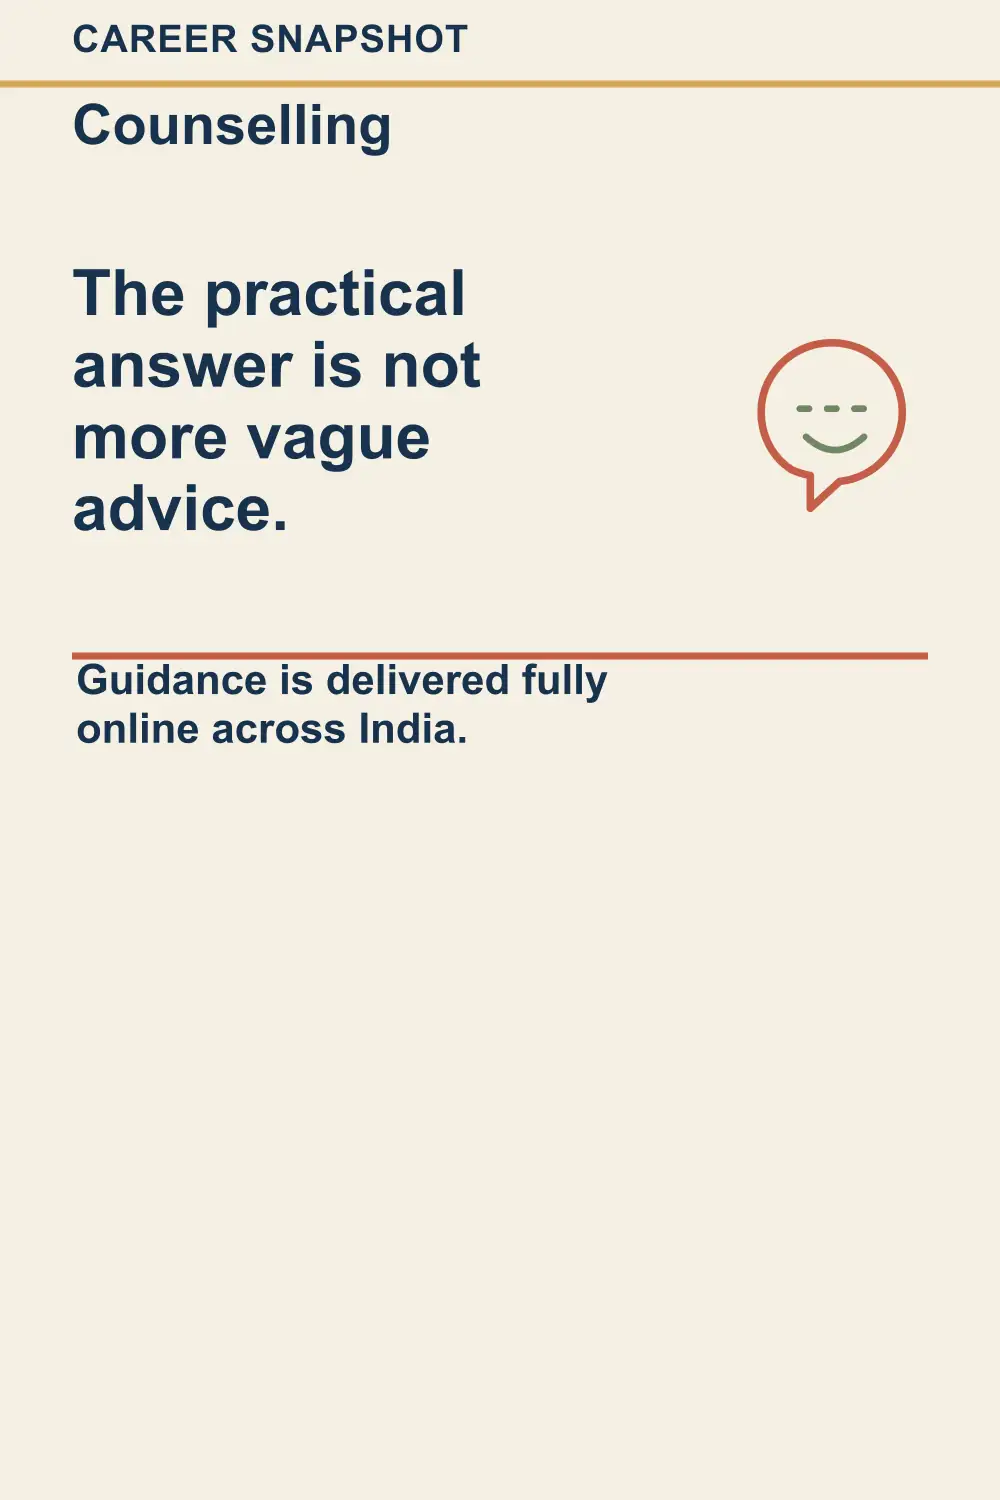 CAREER SNAPSHOT
Counselling
The practical
answer is not
more vague
advice.
Guidance is delivered fully
online across India.